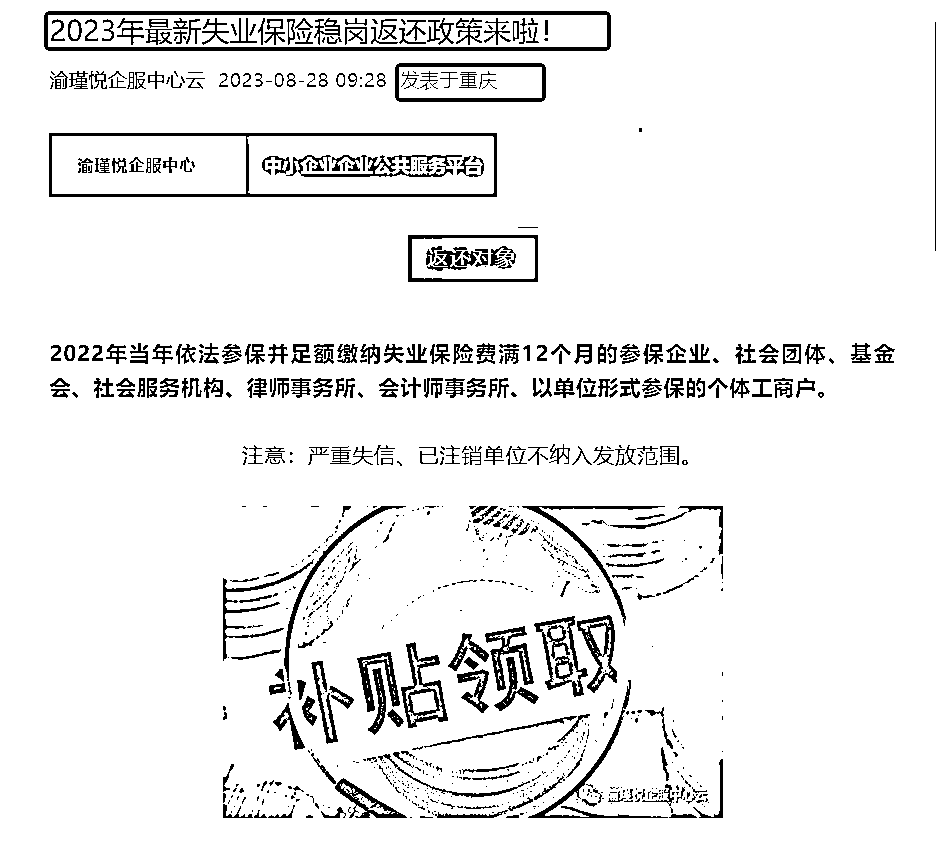 2023年最新失业保险稳岗返还政策来啦！
渝瑾悦企服中心云 2023-08-28 09:28 发表于重庆
渝瑾悦企服中心 中小企业企业公共服务平台
返还对象
2022年当年依法参保并足额缴纳失业保险费满12个月的参保企业、社会团体、基金
会、社会服务机构、律师事务所、会计师事务所、以单位形式参保的个体工商户。
注意：严重失信、已注销单位不纳入发放范围。
补贴领取
渝瑾悦企服中心云